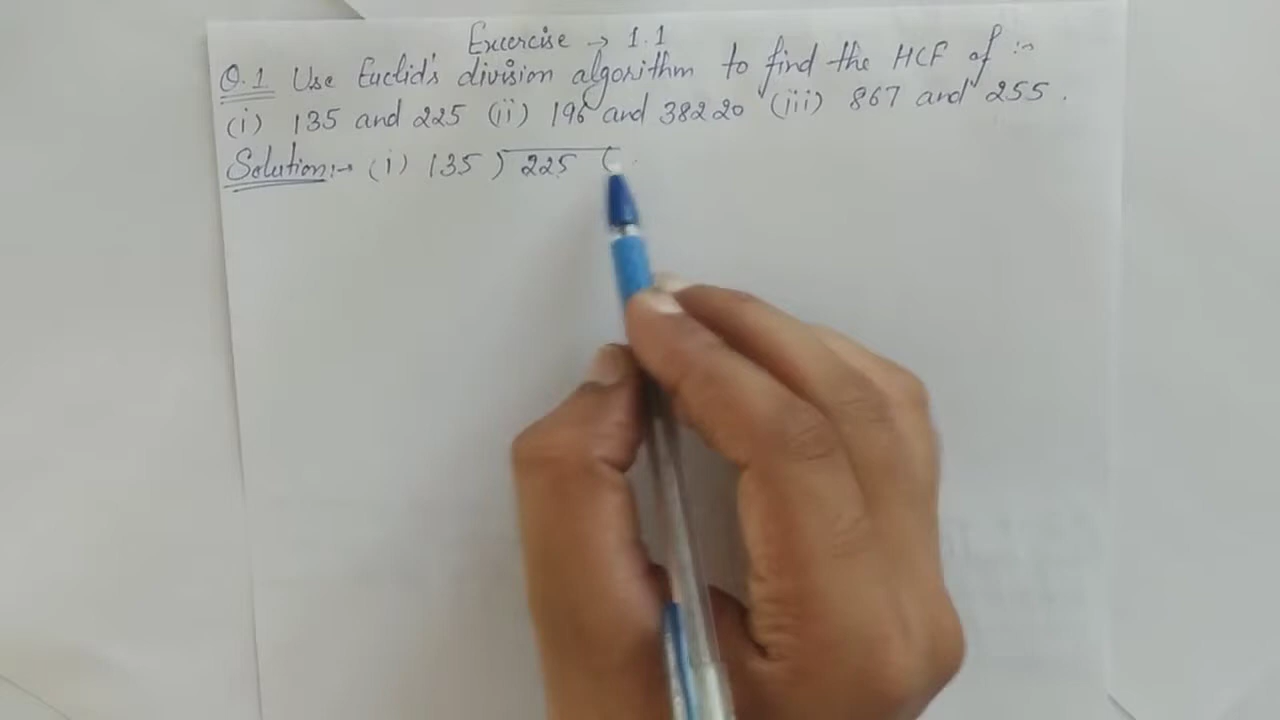 Excercise → 1.1
Q.1 Use Euclid's division algorithm to find the HCF of :→
(i) 135 and 225 (ii) 196 and 38220 (iii) 867 and 255 .
Solution:→ (i) 135 ) 225 (